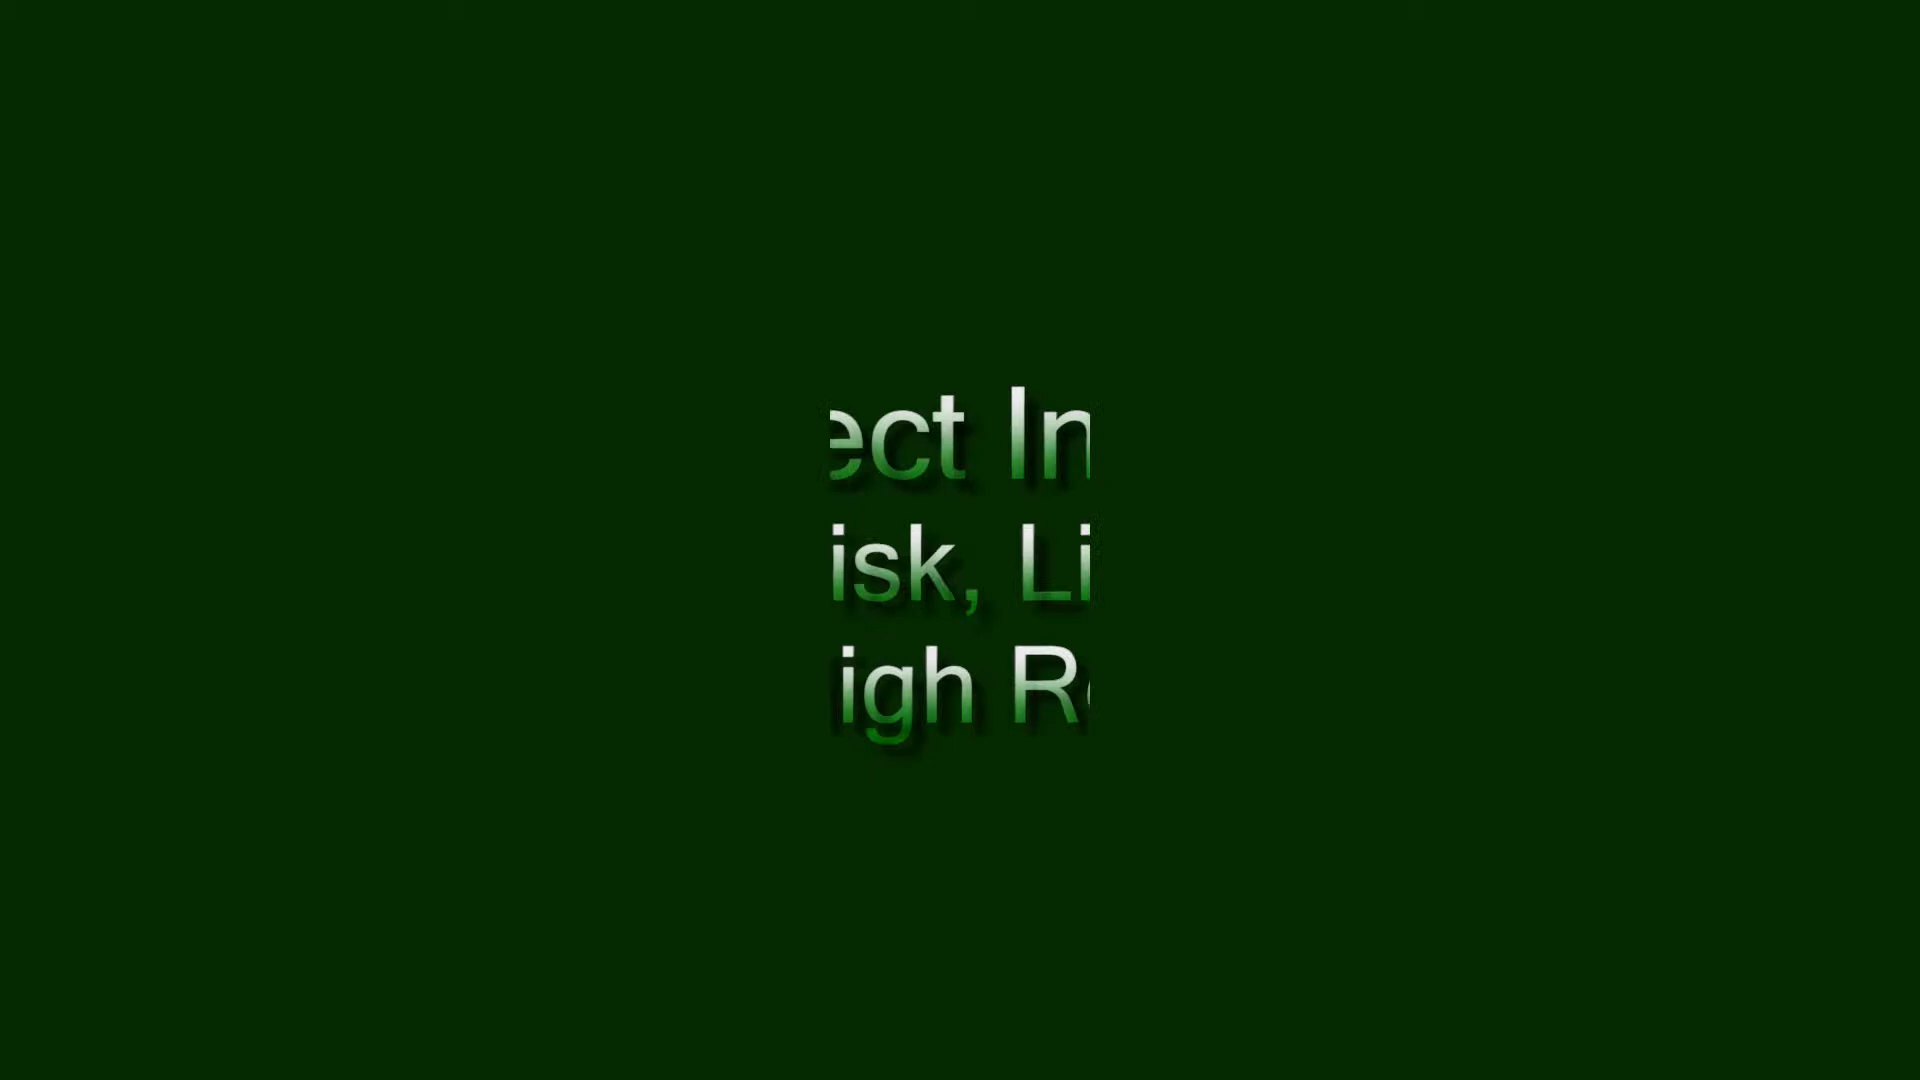 ect In
isk, Li
igh R